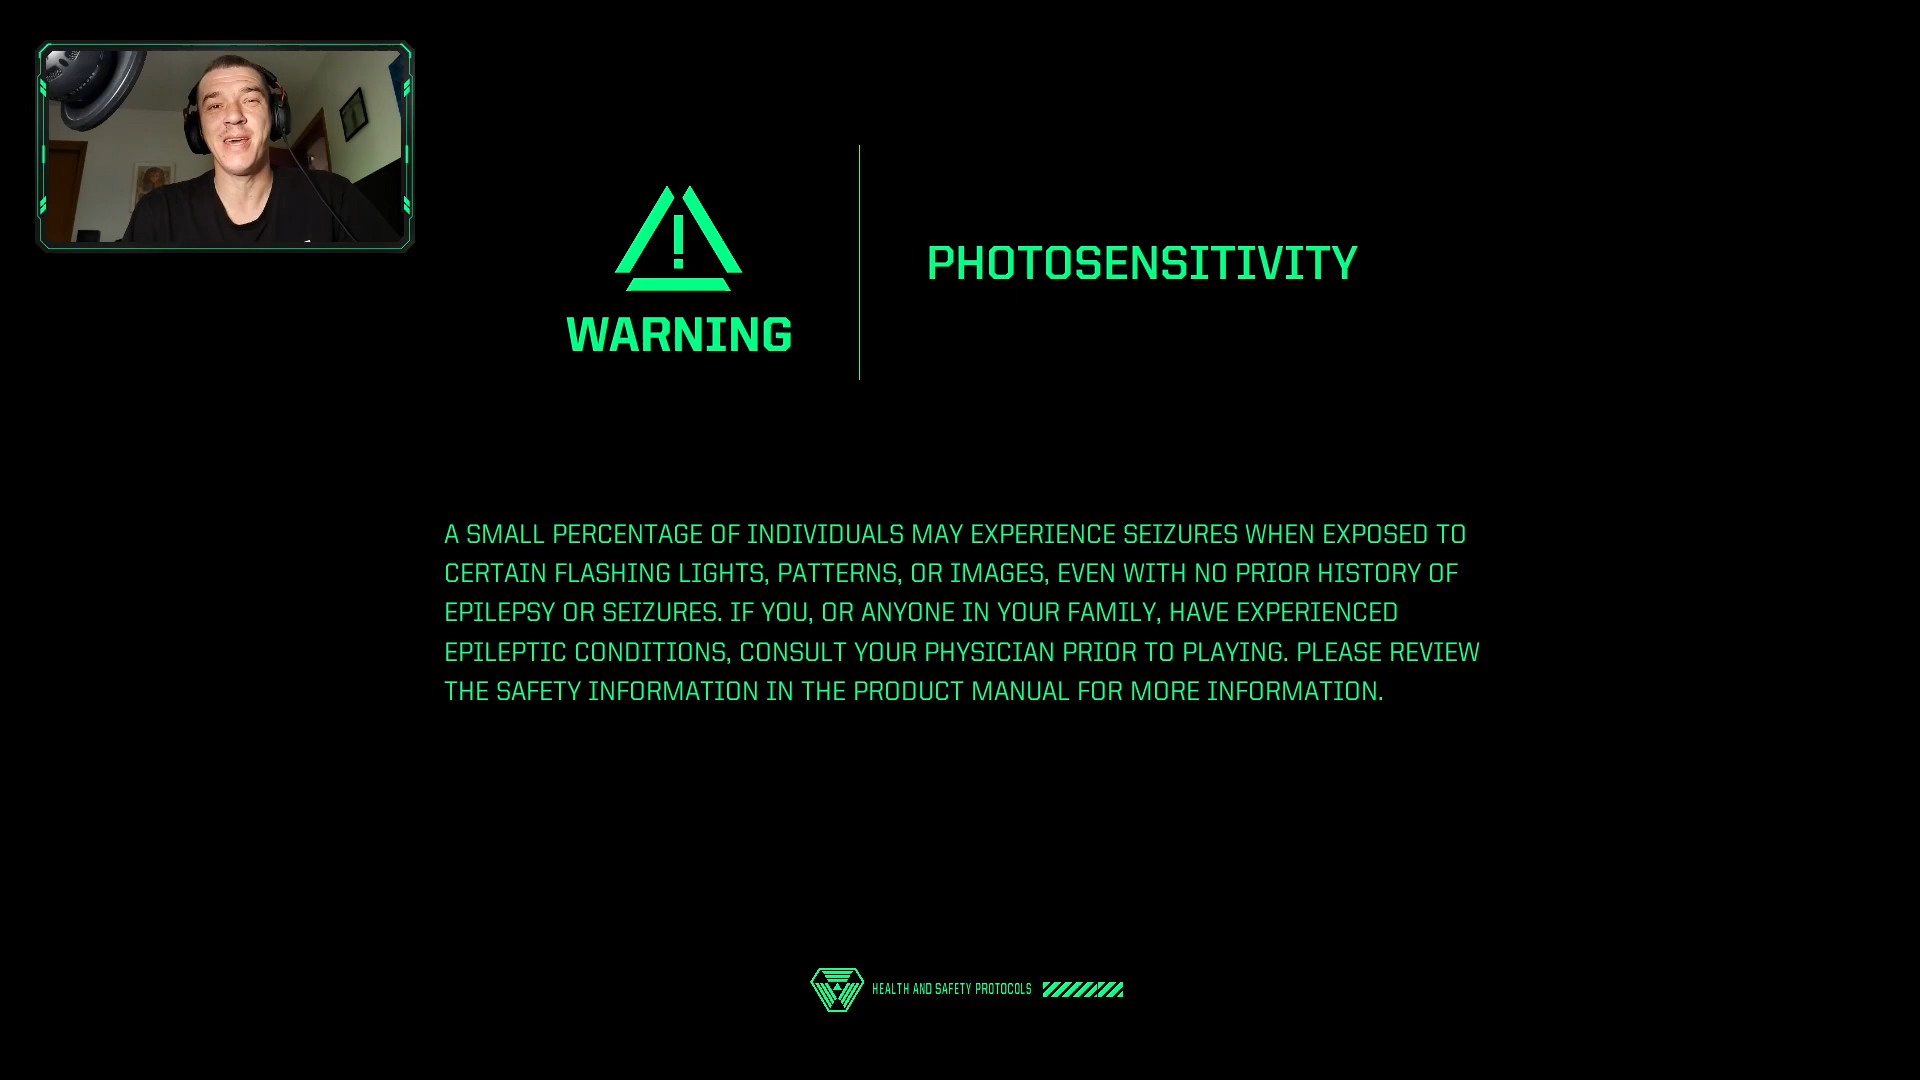 WARNING
PHOTOSENSITIVITY
A SMALL PERCENTAGE OF INDIVIDUALS MAY EXPERIENCE SEIZURES WHEN EXPOSED TO
CERTAIN FLASHING LIGHTS, PATTERNS, OR IMAGES, EVEN WITH NO PRIOR HISTORY OF
EPILEPSY OR SEIZURES. IF YOU, OR ANYONE IN YOUR FAMILY, HAVE EXPERIENCED
EPILEPTIC CONDITIONS, CONSULT YOUR PHYSICIAN PRIOR TO PLAYING. PLEASE REVIEW
THE SAFETY INFORMATION IN THE PRODUCT MANUAL FOR MORE INFORMATION.
HEALTH AND SAFETY PROTOCOLS